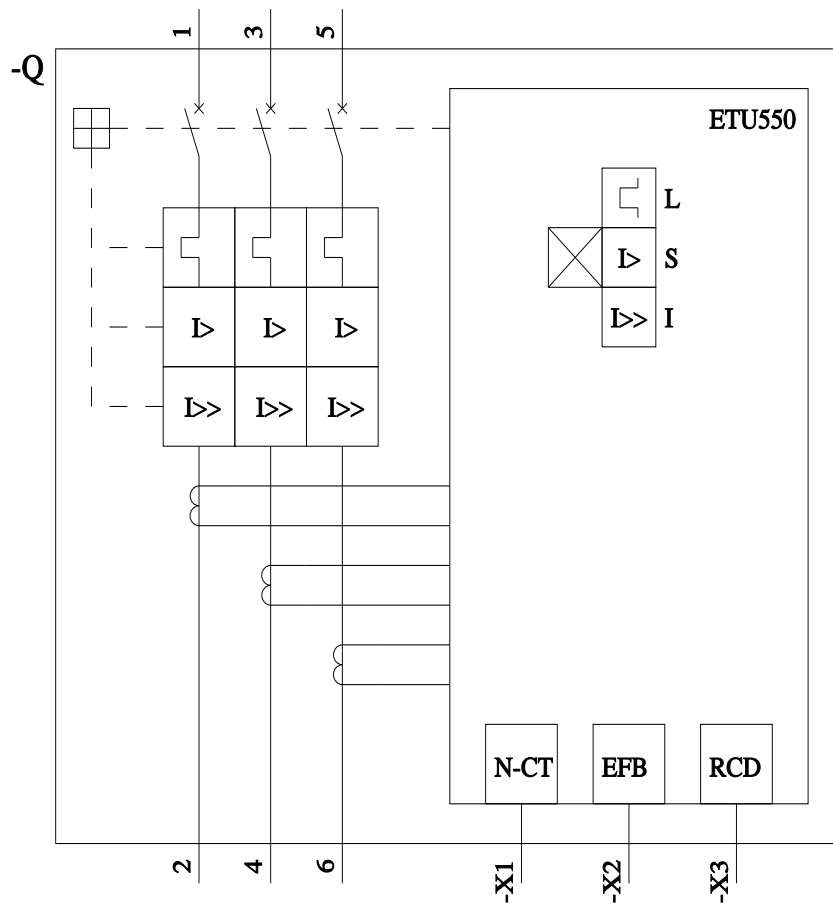 1 3 5
-Q
ETU550
L
I> S
I>> I
I> I> I>
I>> I>> I>>
N-CT EFB RCD
2 4 6 -X1 -X2 -X3